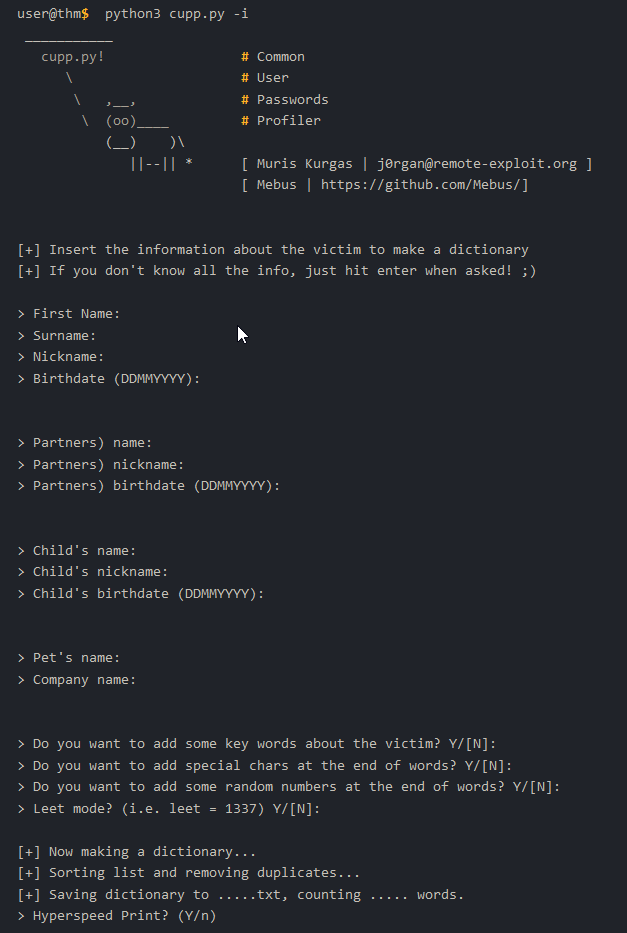 user@thm$  python3 cupp.py -i
 ___________
   cupp.py!                 # Common
      \                     # User
       \   ,__,             # Passwords
        \  (oo)____         # Profiler
           (__)    )\
              ||--|| *      [ Muris Kurgas | j0rgan@remote-exploit.org ]
                            [ Mebus | https://github.com/Mebus/]
[+] Insert the information about the victim to make a dictionary
[+] If you don't know all the info, just hit enter when asked! ;)
> First Name:
> Surname:
> Nickname:
> Birthdate (DDMMYYYY):
> Partners) name:
> Partners) nickname:
> Partners) birthdate (DDMMYYYY):
> Child's name:
> Child's nickname:
> Child's birthdate (DDMMYYYY):
> Pet's name:
> Company name:
> Do you want to add some key words about the victim? Y/[N]:
> Do you want to add special chars at the end of words? Y/[N]:
> Do you want to add some random numbers at the end of words? Y/[N]:
> Leet mode? (i.e. leet = 1337) Y/[N]:
[+] Now making a dictionary...
[+] Sorting list and removing duplicates...
[+] Saving dictionary to .....txt, counting ..... words.
> Hyperspeed Print? (Y/n)